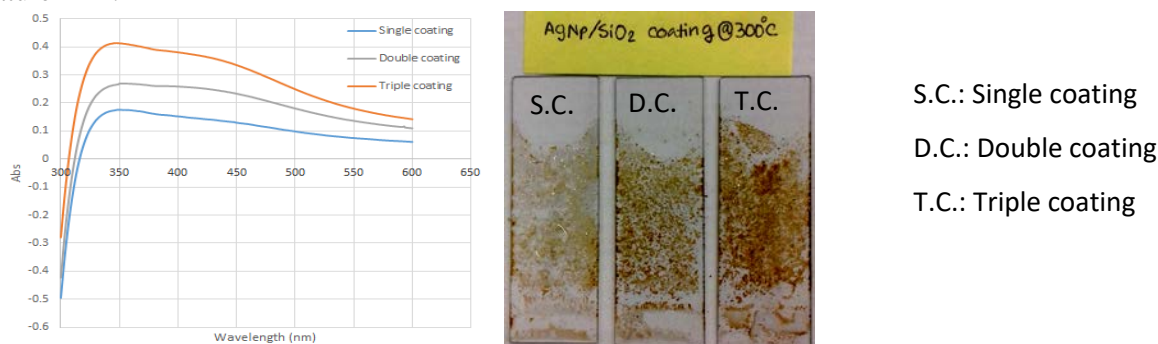 0.5
0.4
0.3
0.2
0.1
0
-0.1
-0.2
-0.3
-0.4
-0.5
-0.6
300
350
400
450
500
550
600
650
Abs
Wavelength (nm)
Single coating
Double coating
Triple coating
AgNp/SiO2 coating @300°C
S.C.
D.C.
T.C.
S.C.: Single coating
D.C.: Double coating
T.C.: Triple coating